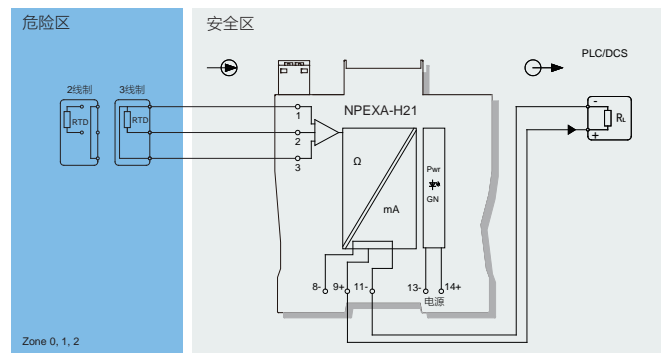 危险区
安全区
PLC/DCS
2线制
3线制
RTD
RTD
1
2
3
NPEXA-H21
Ω
mA
Pwr
GN
-
RL
+
8-
9+
11-
13-
14+
电源
Zone 0, 1, 2